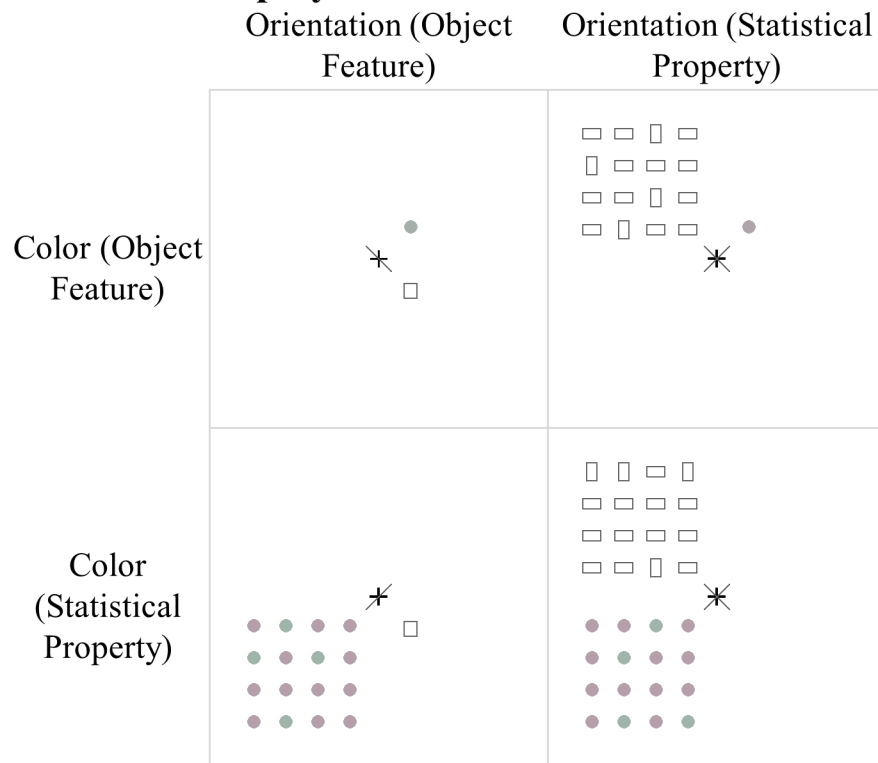 Orientation (Object
Feature)
Orientation (Statistical
Property)
Color (Object
Feature)
Color
(Statistical
Property)